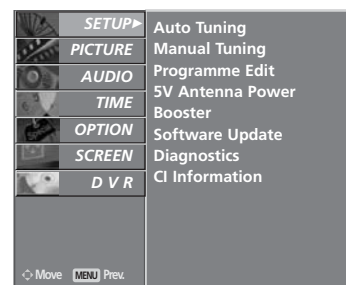 SETUP
PICTURE
AUDIO
TIME
OPTION
SCREEN
D V R
Auto Tuning
Manual Tuning
Programme Edit
5V Antenna Power
Booster
Software Update
Diagnostics
CI Information
Move MENU Prev.